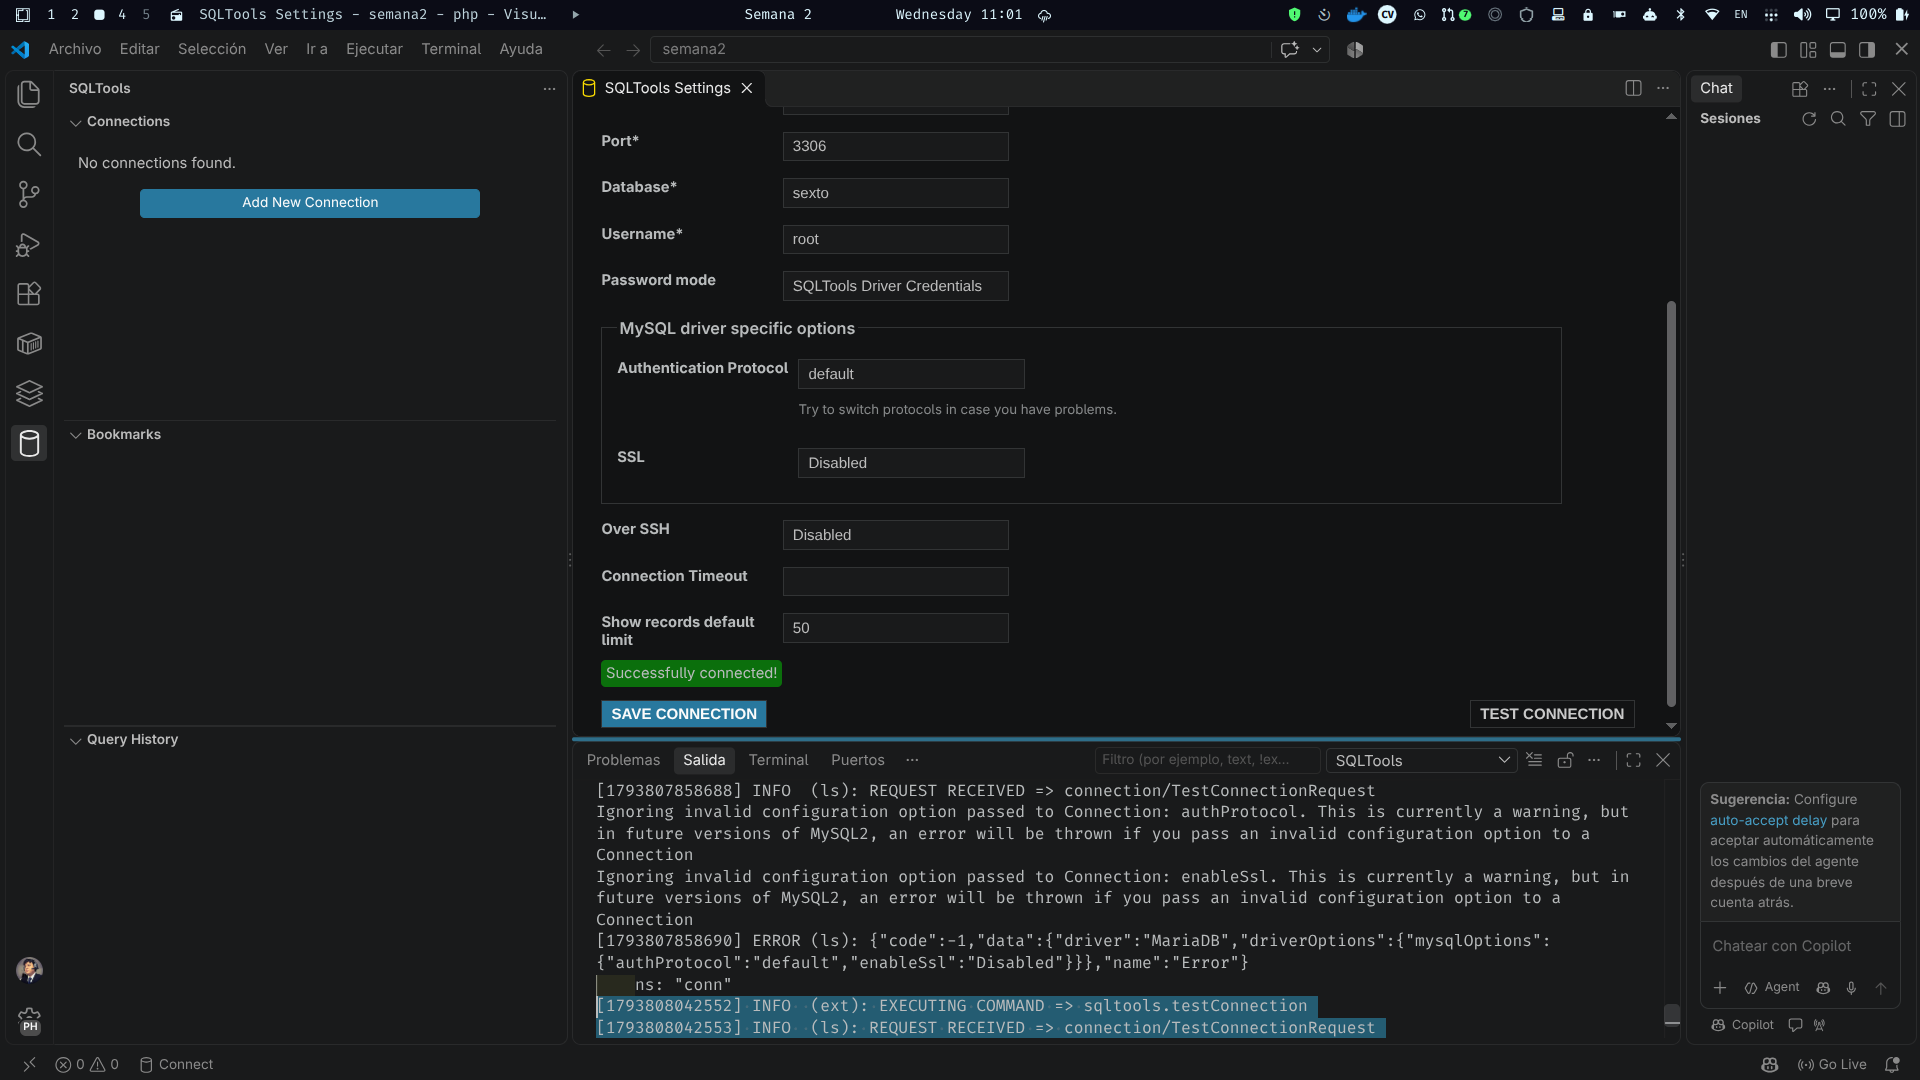 1 2 4 5 SQLTools Settings - semana2 - php - Visu… Semana 2 Wednesday 11:01 CV 7 EN 100%
Archivo Editar Selección Ver Ir a Ejecutar Terminal Ayuda semana2
SQLTools
Connections
No connections found.
Add New Connection
Bookmarks
Query History
PH
SQLTools Settings
Port* 3306
Database* sexto
Username* root
Password mode SQLTools Driver Credentials
MySQL driver specific options
Authentication Protocol default
Try to switch protocols in case you have problems.
SSL Disabled
Over SSH Disabled
Connection Timeout
Show records default
limit
50
Successfully connected!
SAVE CONNECTION TEST CONNECTION
Problemas Salida Terminal Puertos Filtro (por ejemplo, text, !ex... SQLTools
[1793807858688] INFO (ls): REQUEST RECEIVED => connection/TestConnectionRequest
Ignoring invalid configuration option passed to Connection: authProtocol. This is currently a warning, but
in future versions of MySQL2, an error will be thrown if you pass an invalid configuration option to a
Connection
Ignoring invalid configuration option passed to Connection: enableSsl. This is currently a warning, but in
future versions of MySQL2, an error will be thrown if you pass an invalid configuration option to a
Connection
[1793807858690] ERROR (ls): {"code":-1,"data":{"driver":"MariaDB","driverOptions":{"mysqlOptions":
{"authProtocol":"default","enableSsl":"Disabled"}}},"name":"Error"}
ns: "conn"
[1793808042552] INFO (ext): EXECUTING COMMAND => sqltools.testConnection
[1793808042553] INFO (ls): REQUEST RECEIVED => connection/TestConnectionRequest
Chat
Sesiones
Sugerencia: Configure
auto-accept delay para
aceptar automáticamente
los cambios del agente
después de una breve
cuenta atrás.
Chatear con Copilot
Agent
Copilot
0 0 Connect Go Live